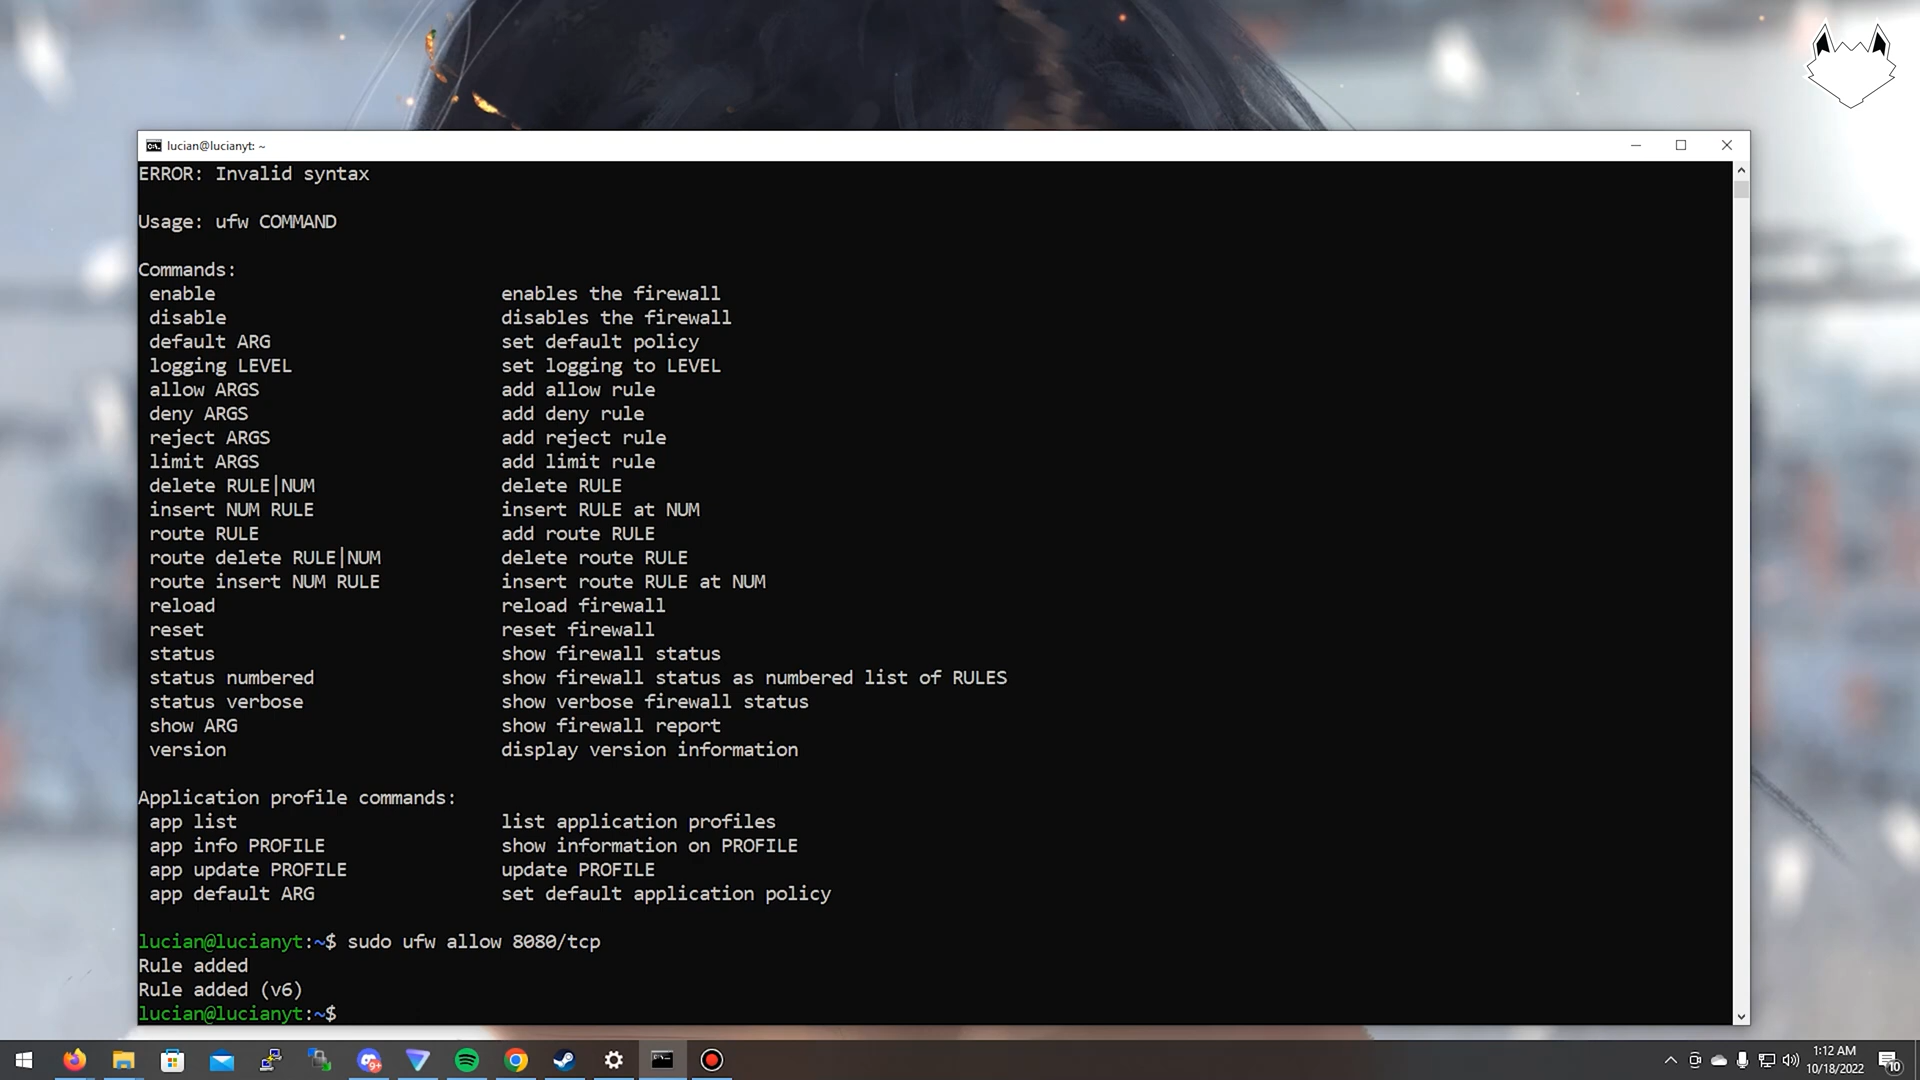 lucian@lucianyt: ~
ERROR: Invalid syntax
Usage: ufw COMMAND
Commands:
enable enables the firewall
disable disables the firewall
default ARG set default policy
logging LEVEL set logging to LEVEL
allow ARGS add allow rule
deny ARGS add deny rule
reject ARGS add reject rule
limit ARGS add limit rule
delete RULE|NUM delete RULE
insert NUM RULE insert RULE at NUM
route RULE add route RULE
route delete RULE|NUM delete route RULE
route insert NUM RULE insert route RULE at NUM
reload reload firewall
reset reset firewall
status show firewall status
status numbered show firewall status as numbered list of RULES
status verbose show verbose firewall status
show ARG show firewall report
version display version information
Application profile commands:
app list list application profiles
app info PROFILE show information on PROFILE
app update PROFILE update PROFILE
app default ARG set default application policy
lucian@lucianyt:~$ sudo ufw allow 8080/tcp
Rule added
Rule added (v6)
lucian@lucianyt:~$
9+
1:12 AM
10/18/2022
10